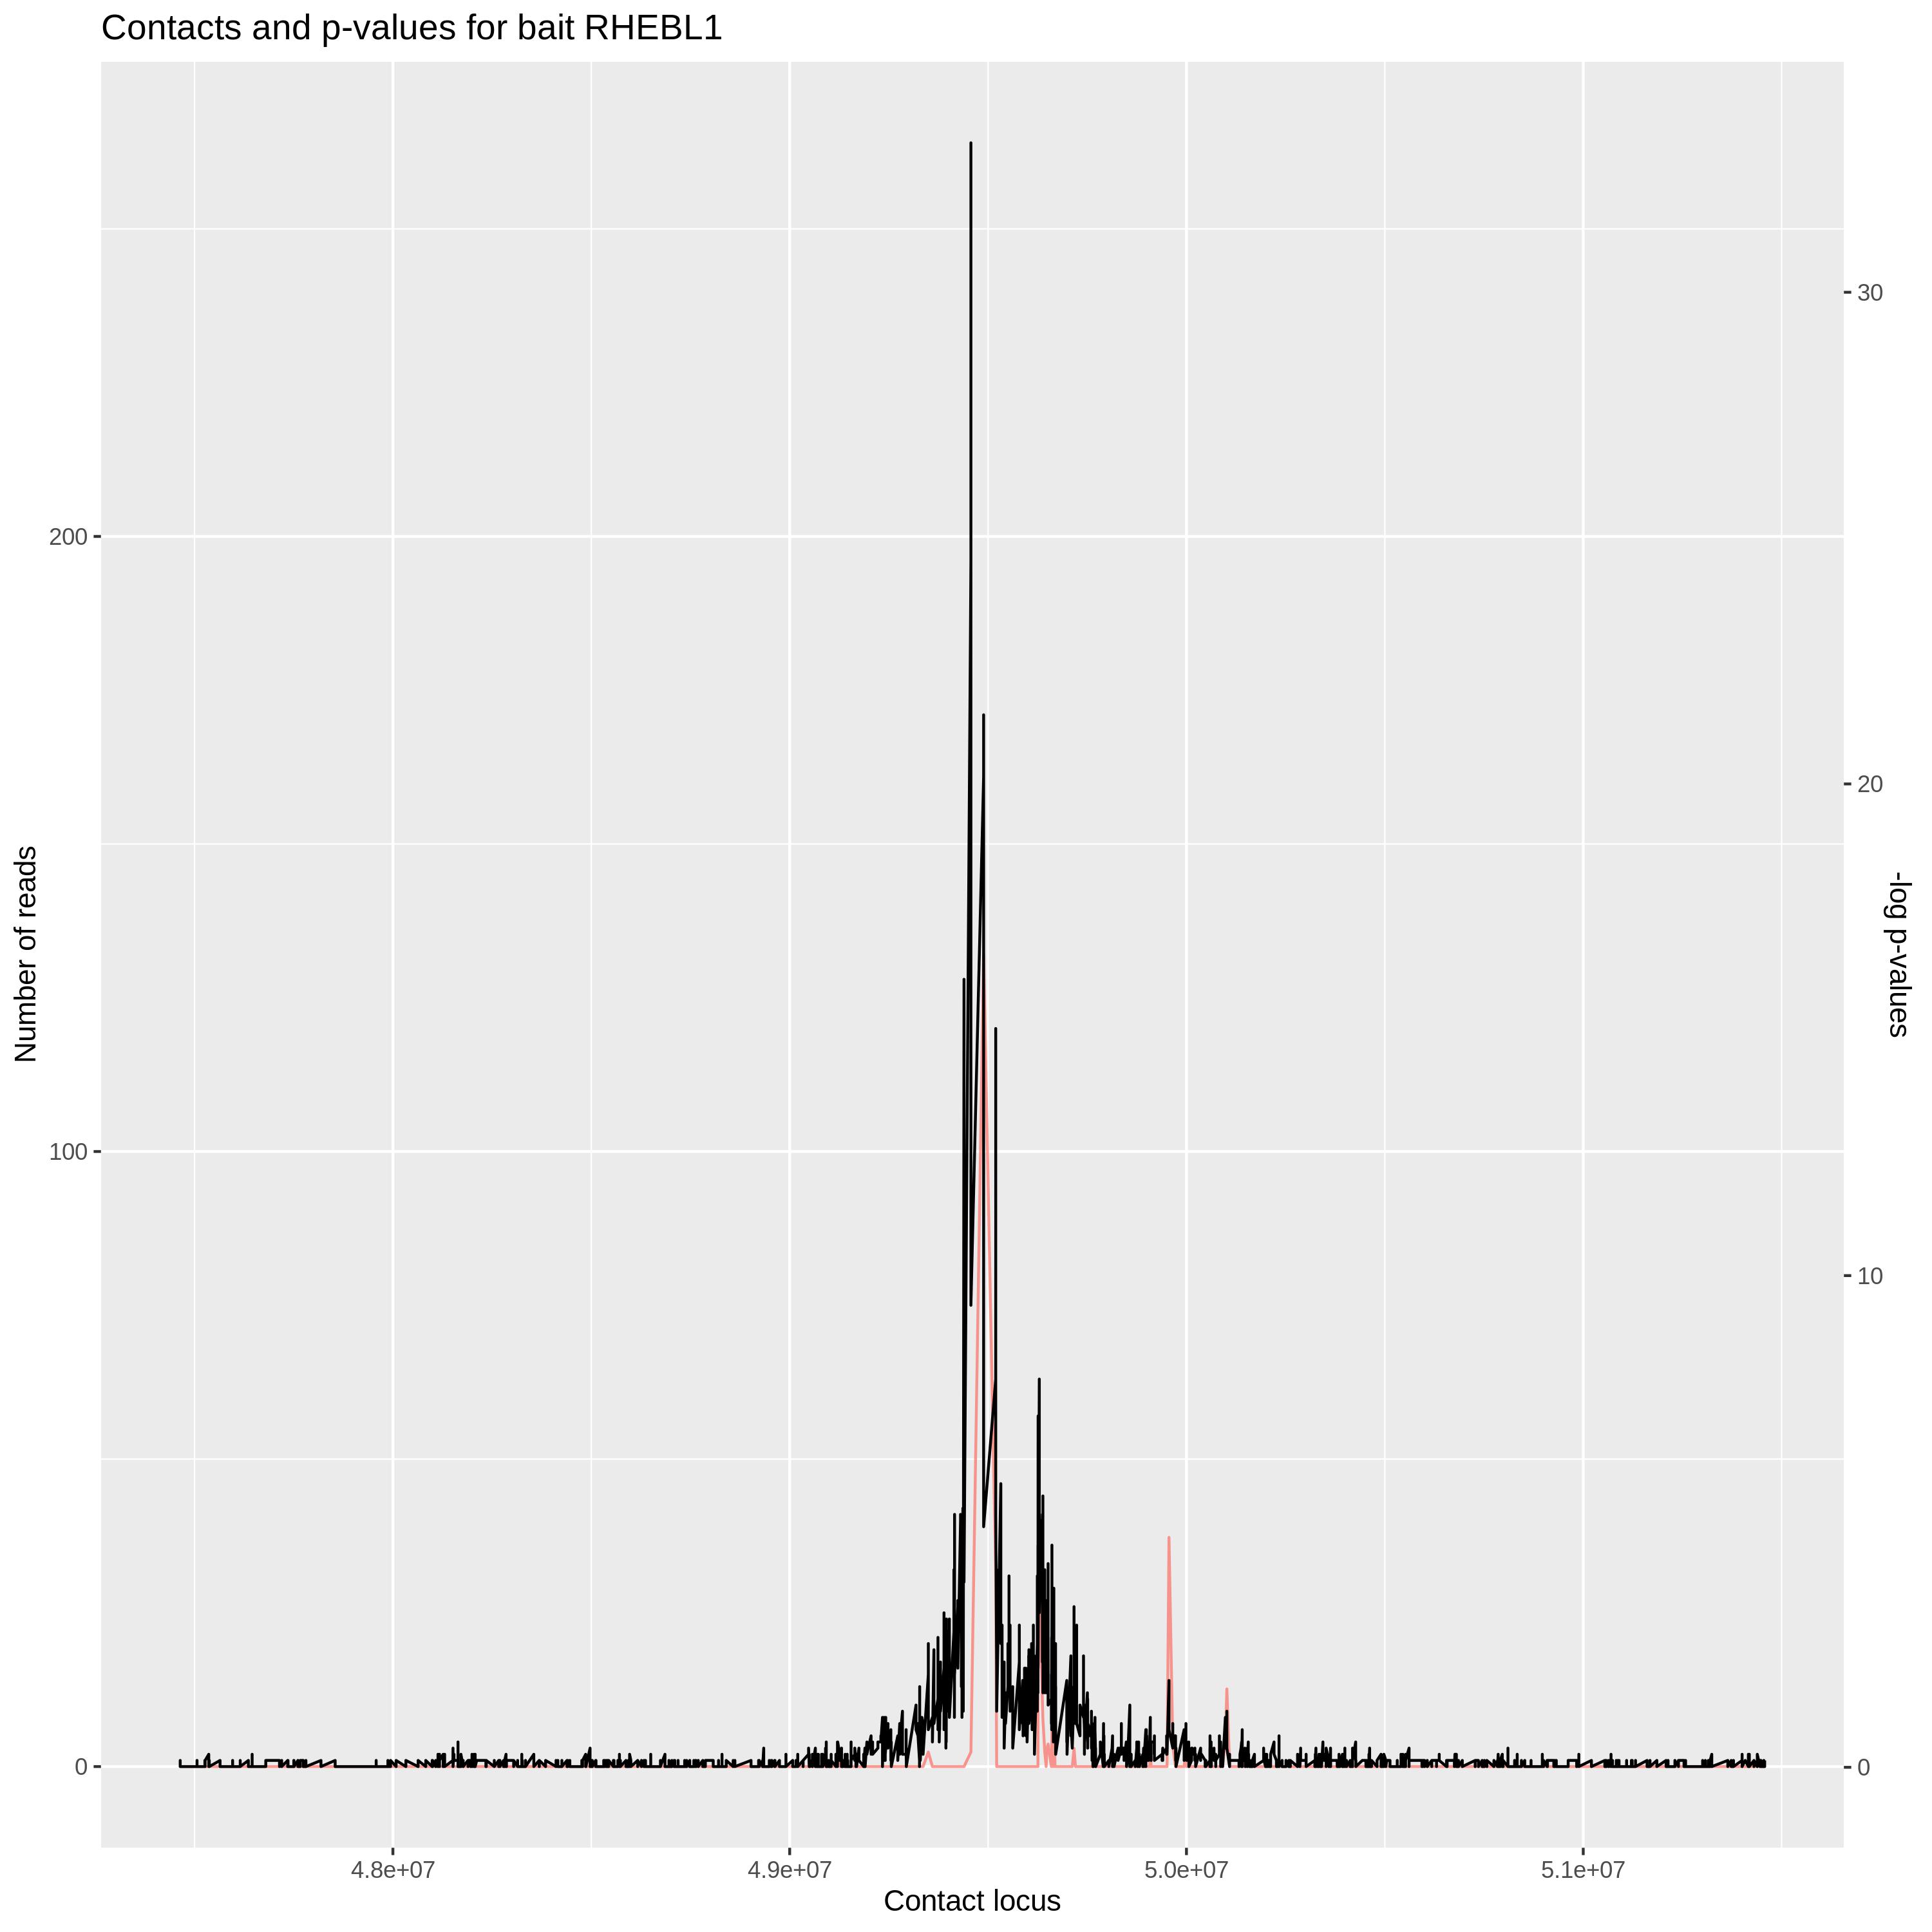 Contacts and p-values for bait RHEBL1
200
100
0
30
20
10
0
Number of reads
-log p-values
4.8e+07
4.9e+07
5.0e+07
5.1e+07
Contact locus